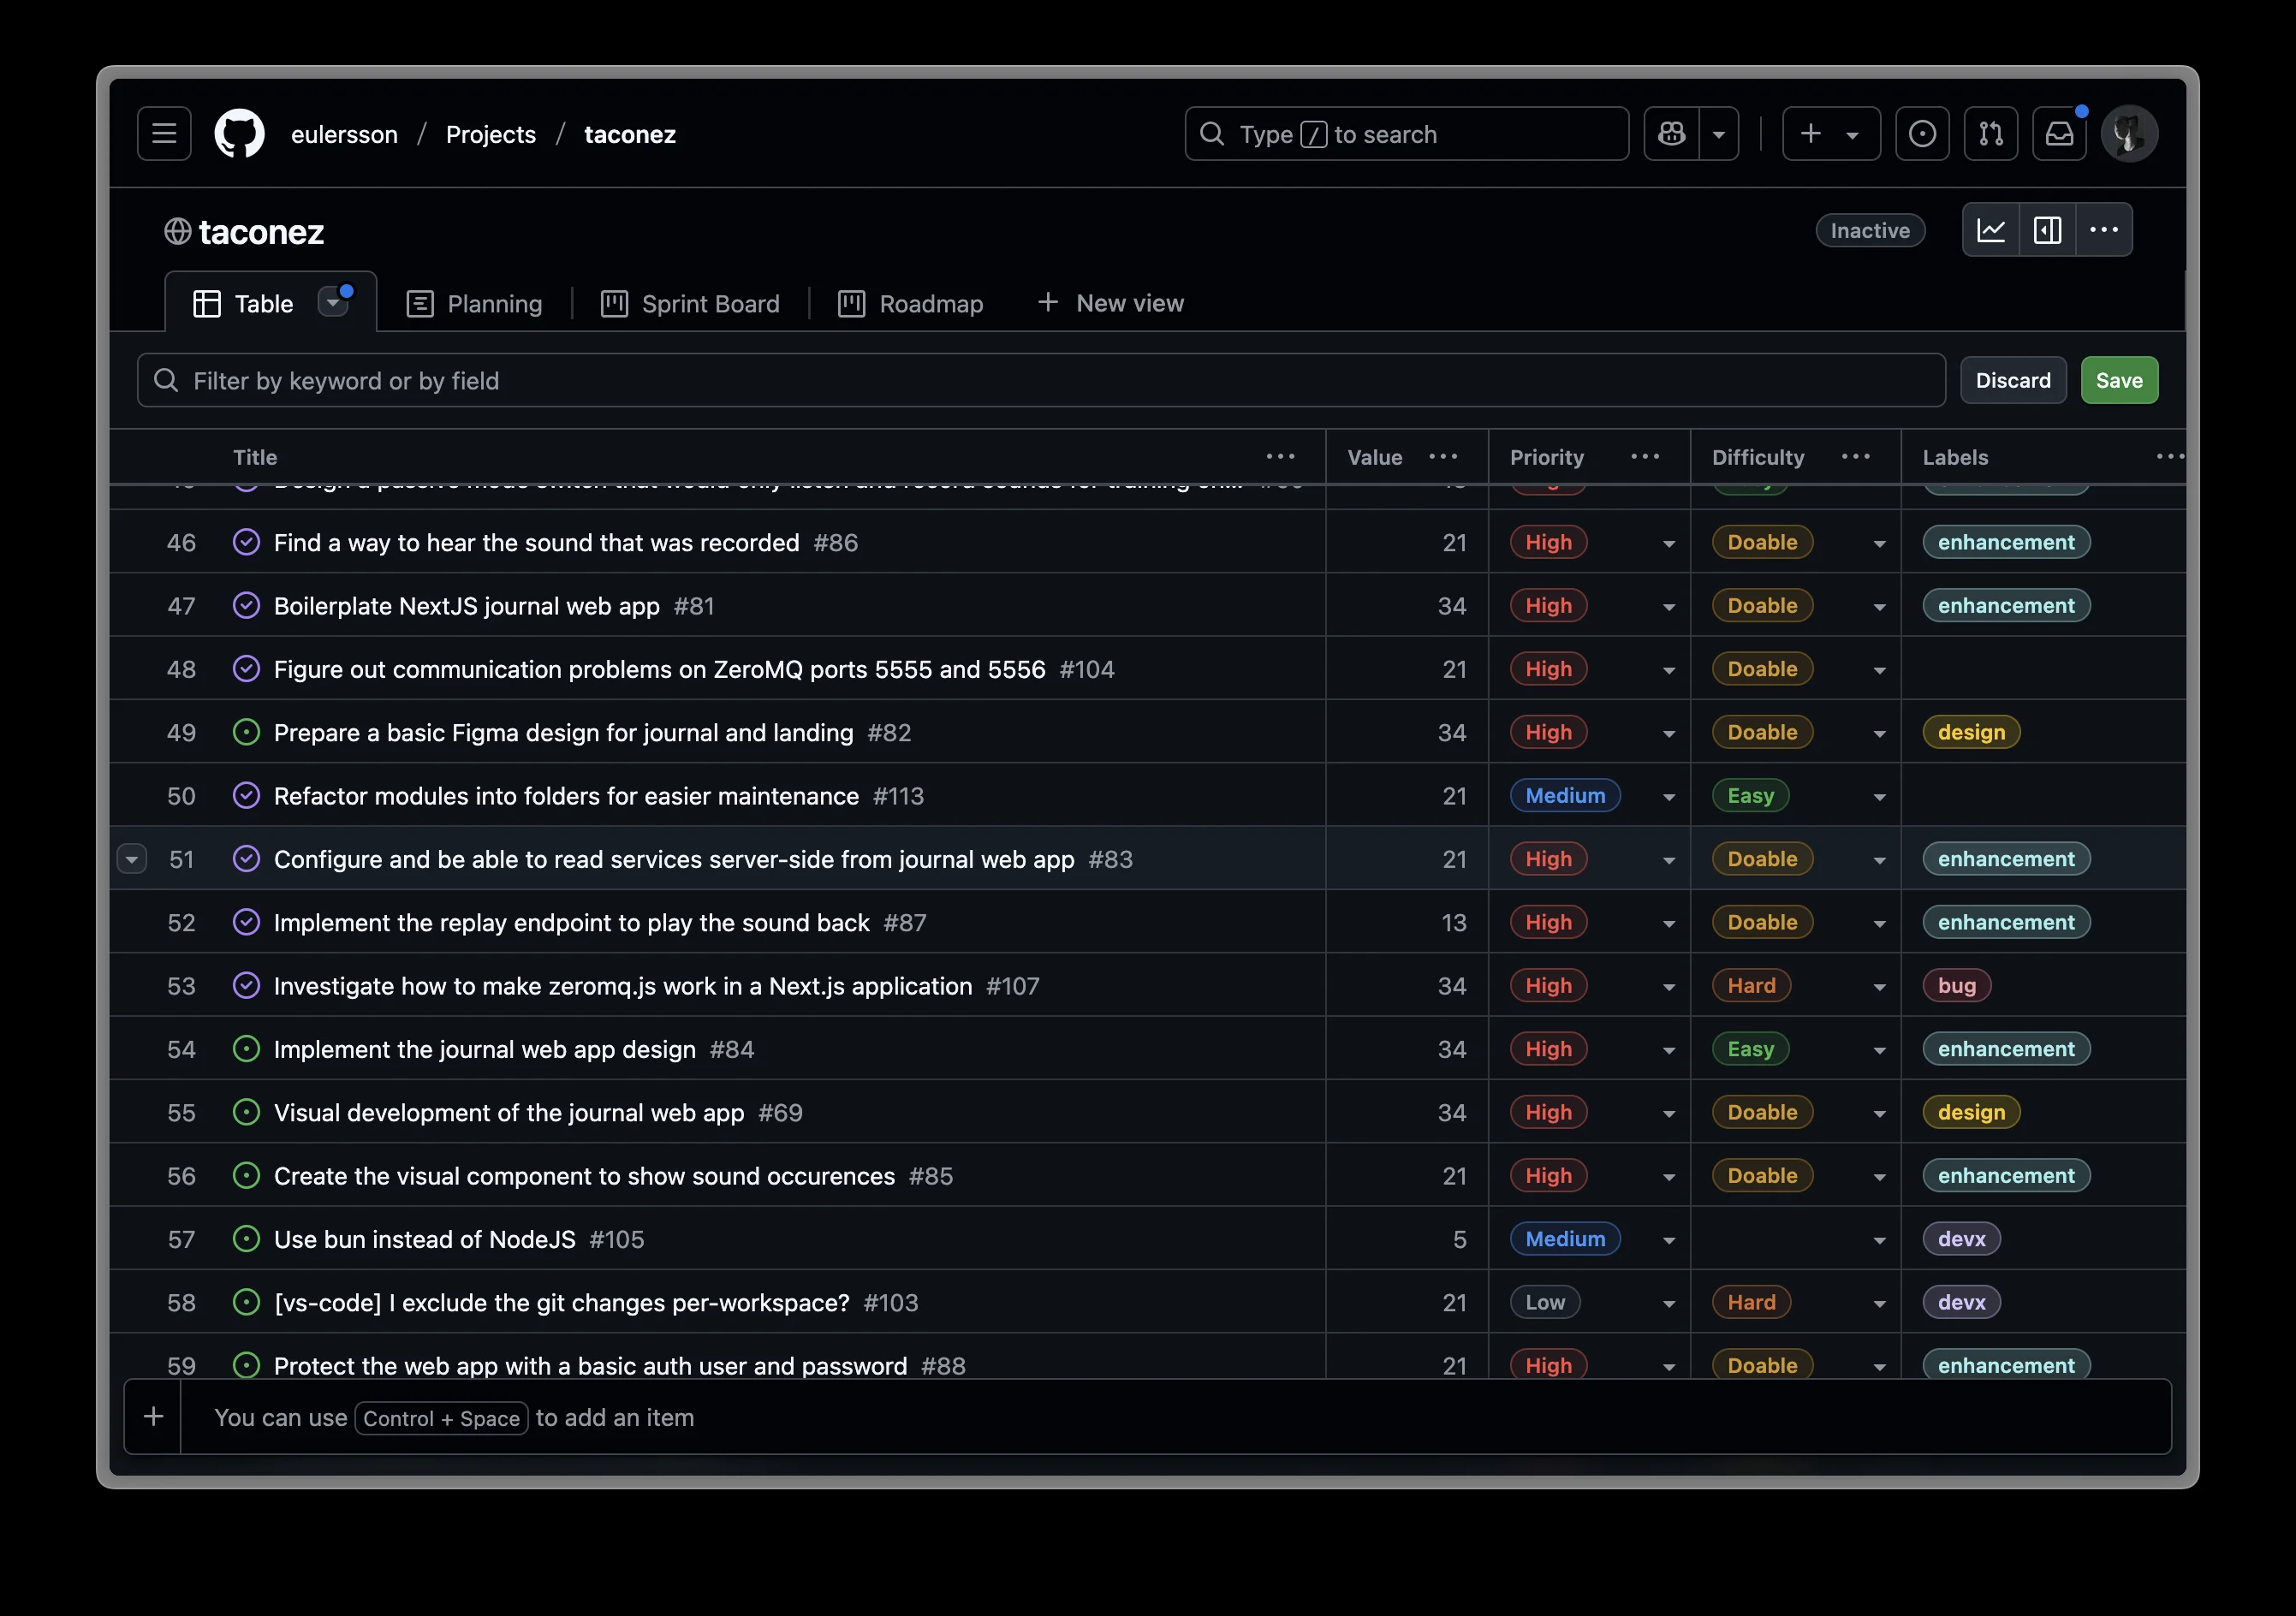 eulersson / Projects / taconez Type / to search
taconez Inactive
Table Planning Sprint Board Roadmap + New view
Filter by keyword or by field Discard Save
Title Value Priority Difficulty Labels
46 Find a way to hear the sound that was recorded #86 21 High Doable enhancement
47 Boilerplate NextJS journal web app #81 34 High Doable enhancement
48 Figure out communication problems on ZeroMQ ports 5555 and 5556 #104 21 High Doable
49 Prepare a basic Figma design for journal and landing #82 34 High Doable design
50 Refactor modules into folders for easier maintenance #113 21 Medium Easy
51 Configure and be able to read services server-side from journal web app #83 21 High Doable enhancement
52 Implement the replay endpoint to play the sound back #87 13 High Doable enhancement
53 Investigate how to make zeromq.js work in a Next.js application #107 34 High Hard bug
54 Implement the journal web app design #84 34 High Easy enhancement
55 Visual development of the journal web app #69 34 High Doable design
56 Create the visual component to show sound occurences #85 21 High Doable enhancement
57 Use bun instead of NodeJS #105 5 Medium devx
58 [vs-code] I exclude the git changes per-workspace? #103 21 Low Hard devx
59 Protect the web app with a basic auth user and password #88 21 High Doable enhancement
+ You can use Control + Space to add an item